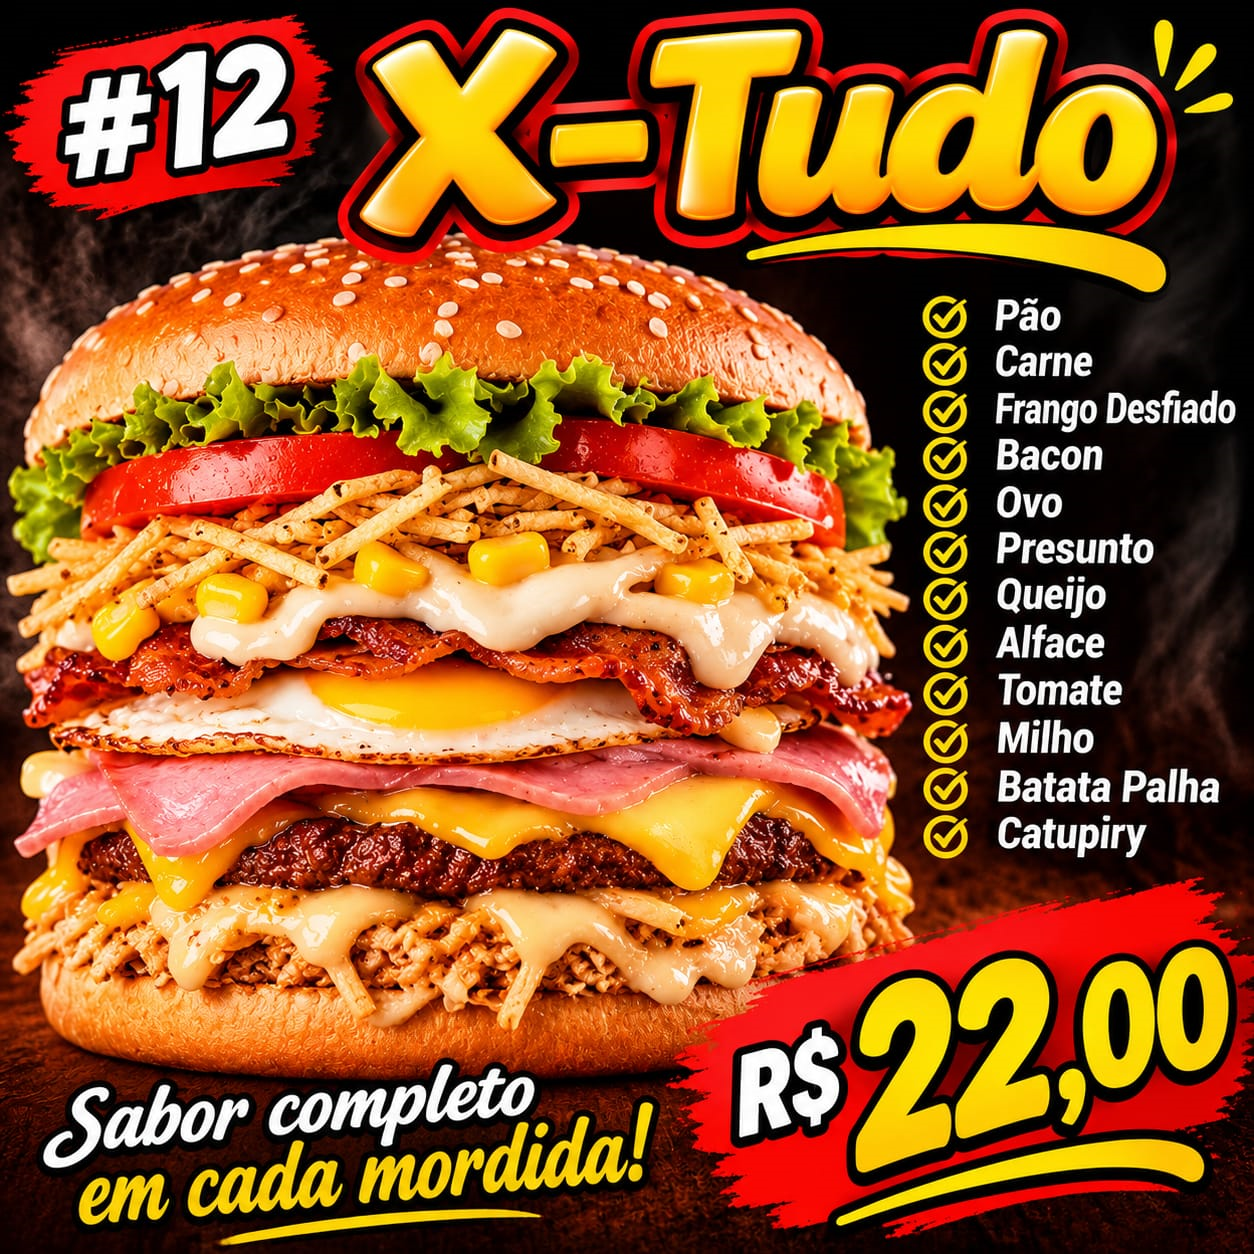 #12
X-Tudo
Pão
Carne
Frango Desfiado
Bacon
Ovo
Presunto
Queijo
Alface
Tomate
Milho
Batata Palha
Catupiry
R$ 22,00
Sabor completo
em cada mordida!